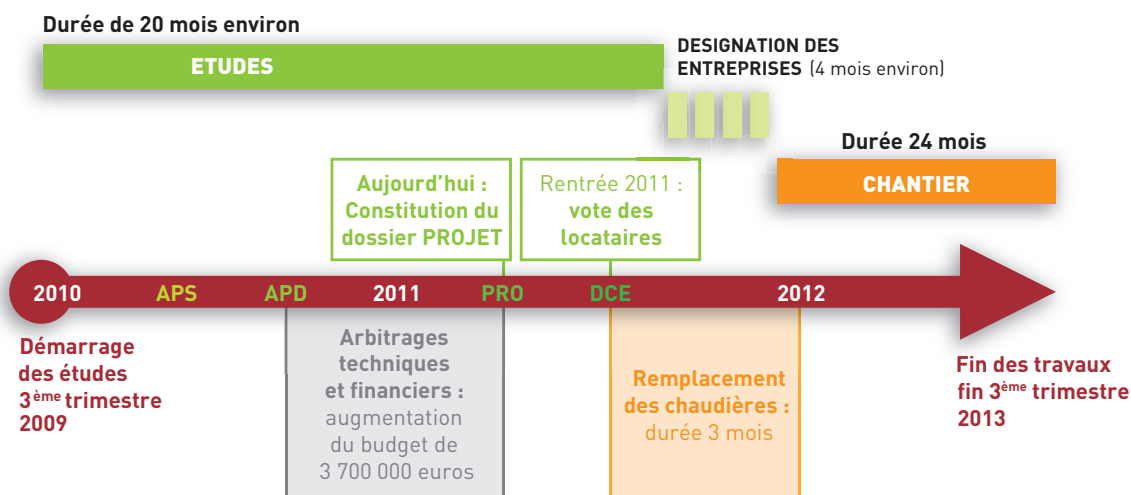 Durée de 20 mois environ
ETUDES
DESIGNATION DES
ENTREPRISES (4 mois environ)
Durée 24 mois
CHANTIER
Aujourd’hui :
Constitution du
dossier PROJET
Rentrée 2011 :
vote des
locataires
2010 APS APD 2011 PRO DCE 2012
Démarrage
des études
3ème trimestre
2009
Arbitrages
techniques
et financiers :
augmentation
du budget de
3 700 000 euros
Remplacement
des chaudières :
durée 3 mois
Fin des travaux
fin 3ème trimestre
2013